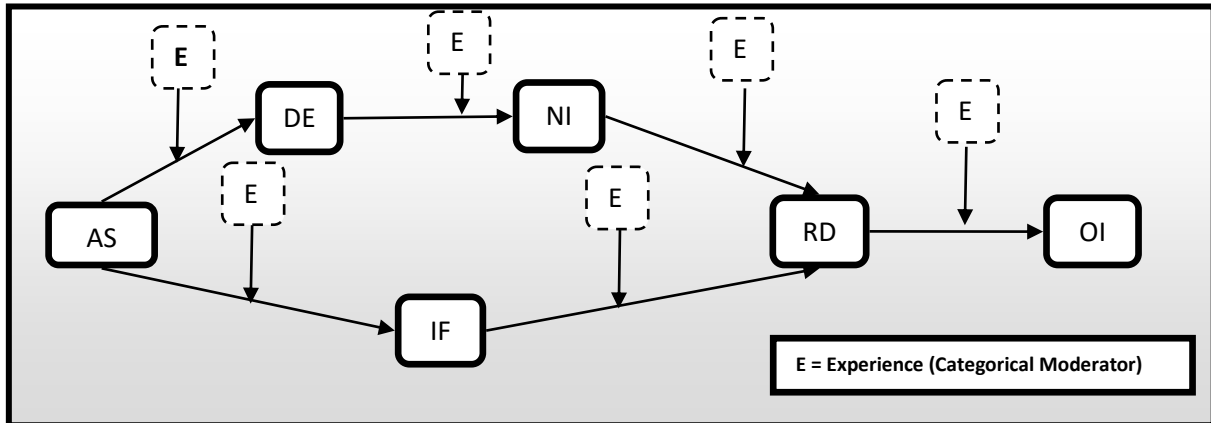 E
E
E
E
DE
NI
E
E
AS
RD
OI
IF
E = Experience (Categorical Moderator)